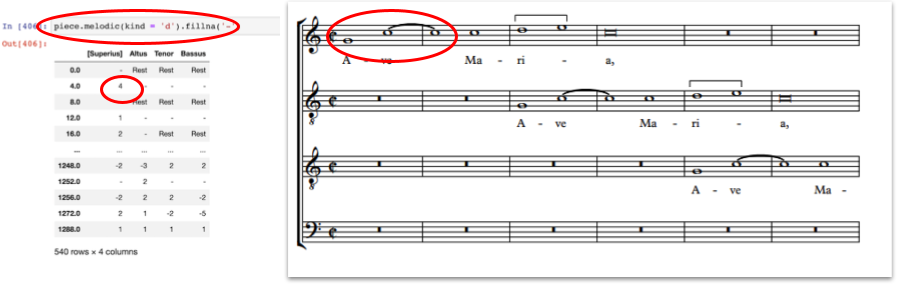 In [406]: piece.melodic(kind = 'd').fillna('-'
Out[406]:
[Superius] Altus Tenor Bassus
0.0 - Rest Rest Rest
4.0 4 - - -
8.0 Rest Rest Rest
12.0 1 - - -
16.0 2 - Rest Rest
... ... ... ... ...
1248.0 -2 -3 2 2
1252.0 - 2 - -
1256.0 -2 2 2 -2
1272.0 2 1 -2 -5
1288.0 1 1 1 1
540 rows × 4 columns
A - ve Ma - ri - a,
A - ve Ma - ri - a,
A - ve Ma -